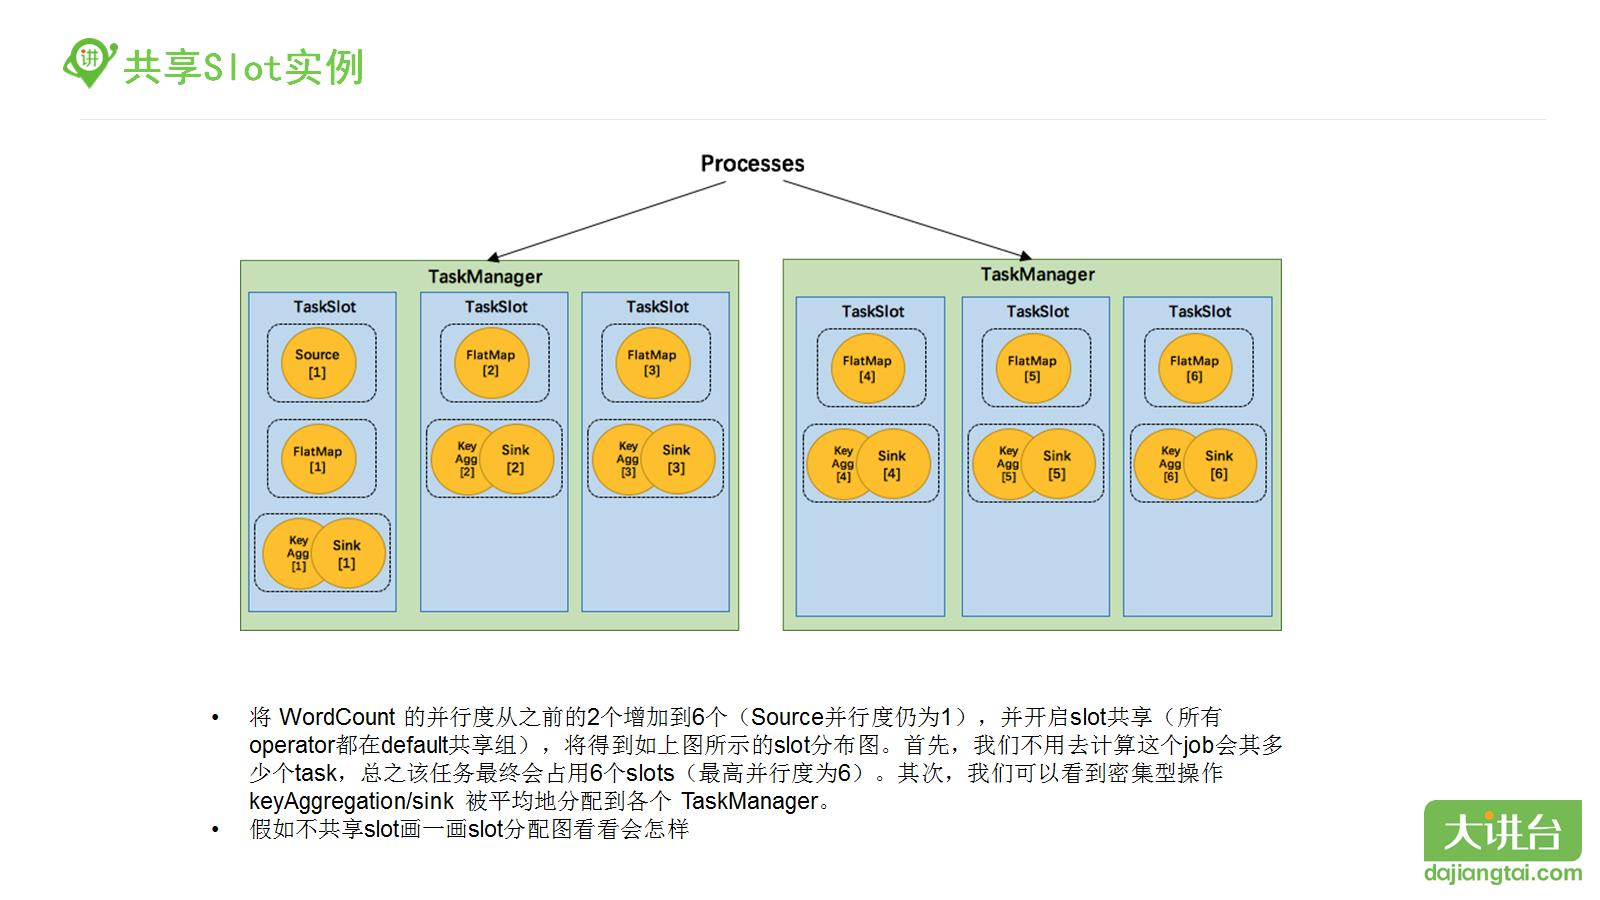 讲
共享Slot实例
Processes
TaskManager
TaskSlot
Source
[1]
FlatMap
[1]
Key
Agg
[1]
Sink
[1]
TaskSlot
FlatMap
[2]
Key
Agg
[2]
Sink
[2]
TaskSlot
FlatMap
[3]
Key
Agg
[3]
Sink
[3]
TaskManager
TaskSlot
FlatMap
[4]
Key
Agg
[4]
Sink
[4]
TaskSlot
FlatMap
[5]
Key
Agg
[5]
Sink
[5]
TaskSlot
FlatMap
[6]
Key
Agg
[6]
Sink
[6]
• 将 WordCount 的并行度从之前的2个增加到6个（Source并行度仍为1），并开启slot共享（所有
operator都在default共享组），将得到如上图所示的slot分布图。首先，我们不用去计算这个job会其多
少个task，总之该任务最终会占用6个slots（最高并行度为6）。其次，我们可以看到密集型操作
keyAggregation/sink 被平均地分配到各个 TaskManager。
• 假如不共享slot画一画slot分配图看看会怎样
大讲台
dajiangtai.com